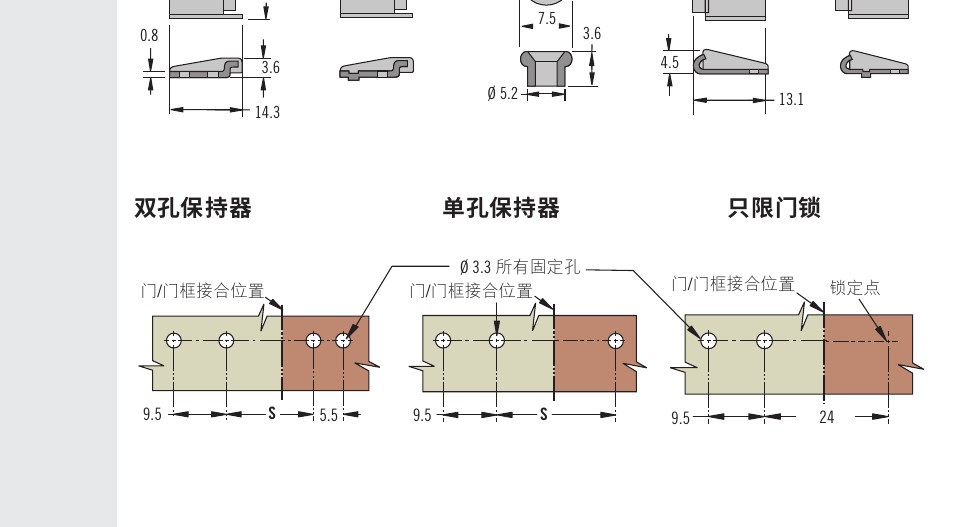 7.5
0.8
3.6
3.6
4.5
Ø 5.2
13.1
14.3
双孔保持器
单孔保持器
只限门锁
Ø 3.3 所有固定孔
门/门框接合位置
门/门框接合位置
门/门框接合位置
锁定点
9.5
S
5.5
9.5
S
9.5
24